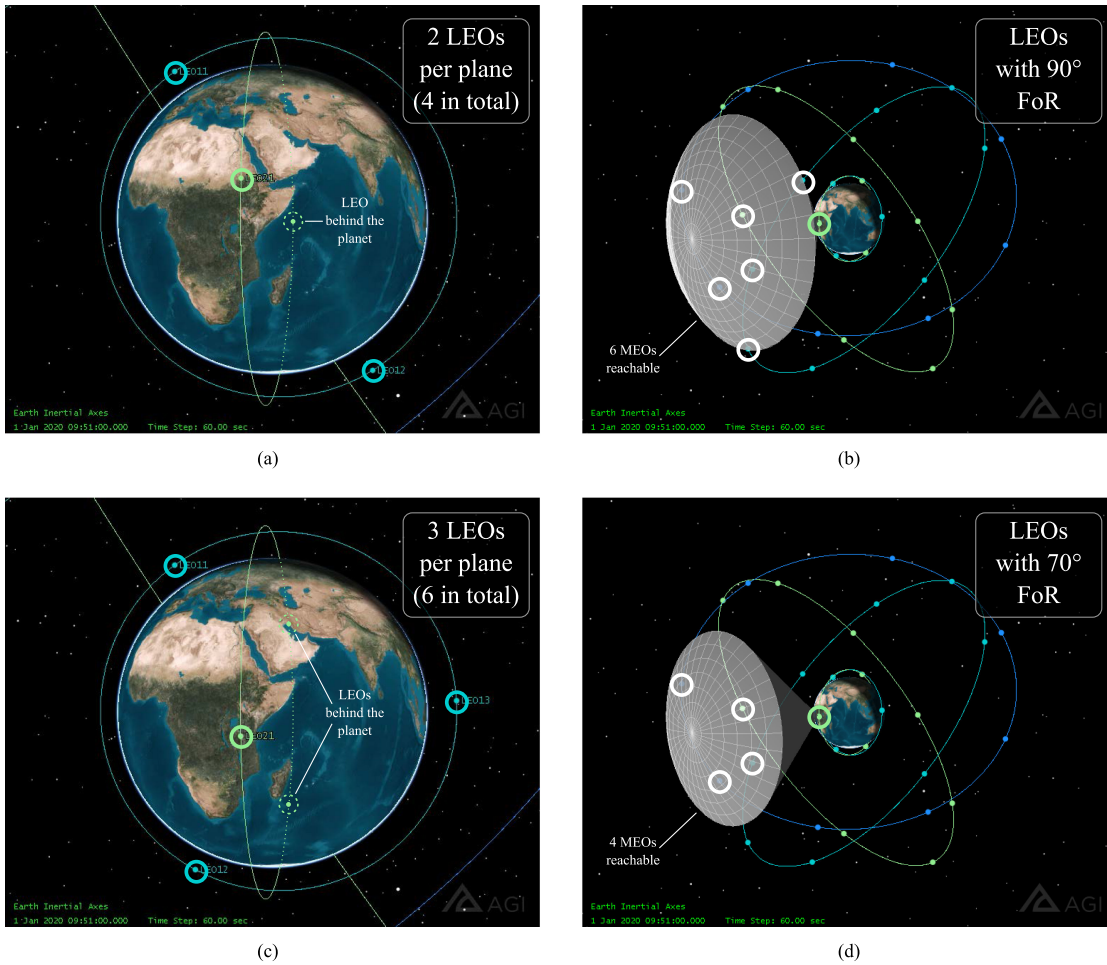 2 LEOs
per plane
(4 in total)
LEO11
LEO21
LEO
behind the
planet
LEO12
AGI
Earth Inertial Axes
1 Jan 2020 09:51:00.000 Time Step: 60.00 sec
(a)
LEOs
with 90°
FoR
6 MEOs
reachable
AGI
Earth Inertial Axes
1 Jan 2020 09:51:00.000 Time Step: 60.00 sec
(b)
3 LEOs
per plane
(6 in total)
LEO11
LEOs
behind the
planet
LEO13
LEO21
LEO12
AGI
Earth Inertial Axes
1 Jan 2020 09:51:00.000 Time Step: 60.00 sec
(c)
LEOs
with 70°
FoR
4 MEOs
reachable
AGI
Earth Inertial Axes
1 Jan 2020 09:51:00.000 Time Step: 60.00 sec
(d)